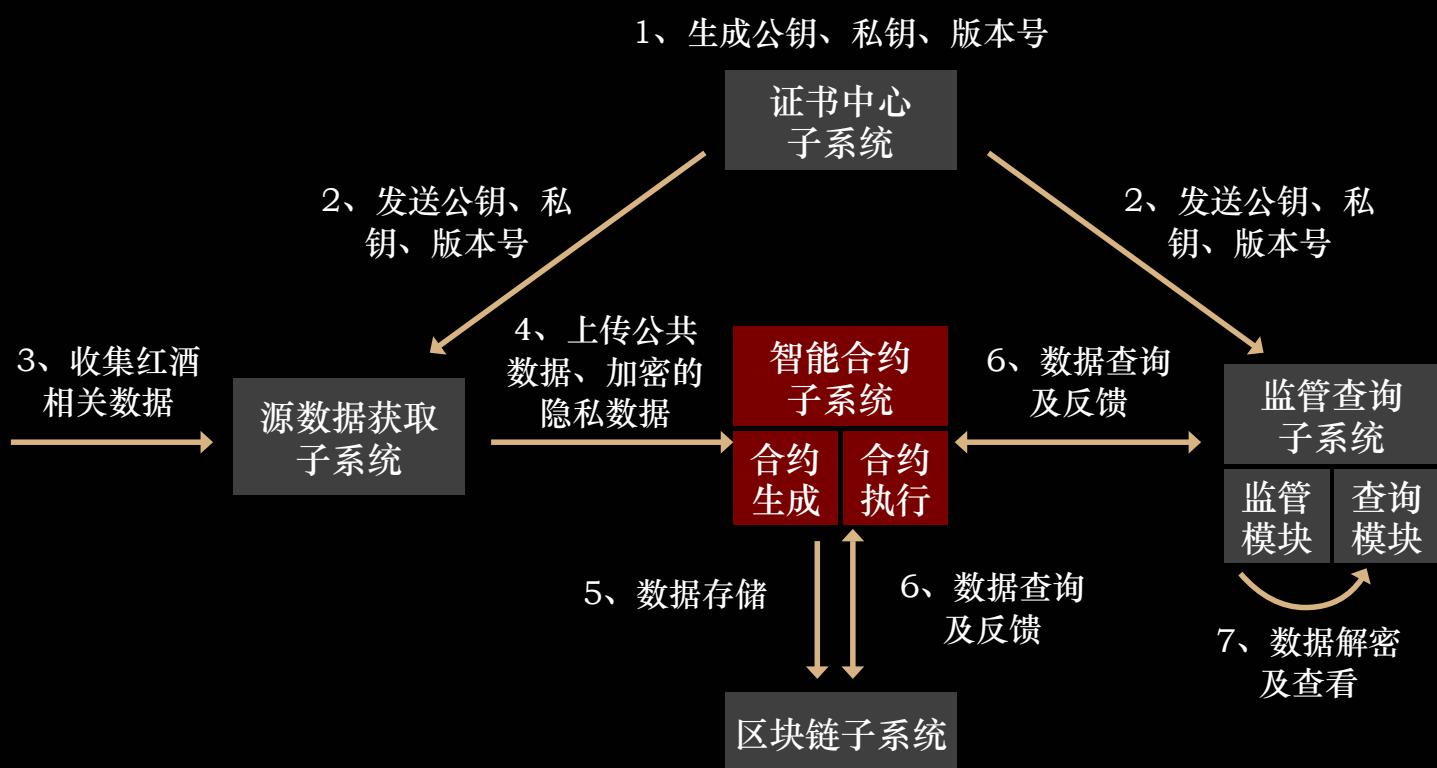 1、生成公钥、私钥、版本号
证书中心
子系统
2、发送公钥、私
钥、版本号
2、发送公钥、私
钥、版本号
3、收集红酒
相关数据
源数据获取
子系统
4、上传公共
数据、加密的
隐私数据
智能合约
子系统
合约
生成
合约
执行
6、数据查询
及反馈
监管查询
子系统
监管
模块
查询
模块
5、数据存储
6、数据查询
及反馈
7、数据解密
及查看
区块链子系统